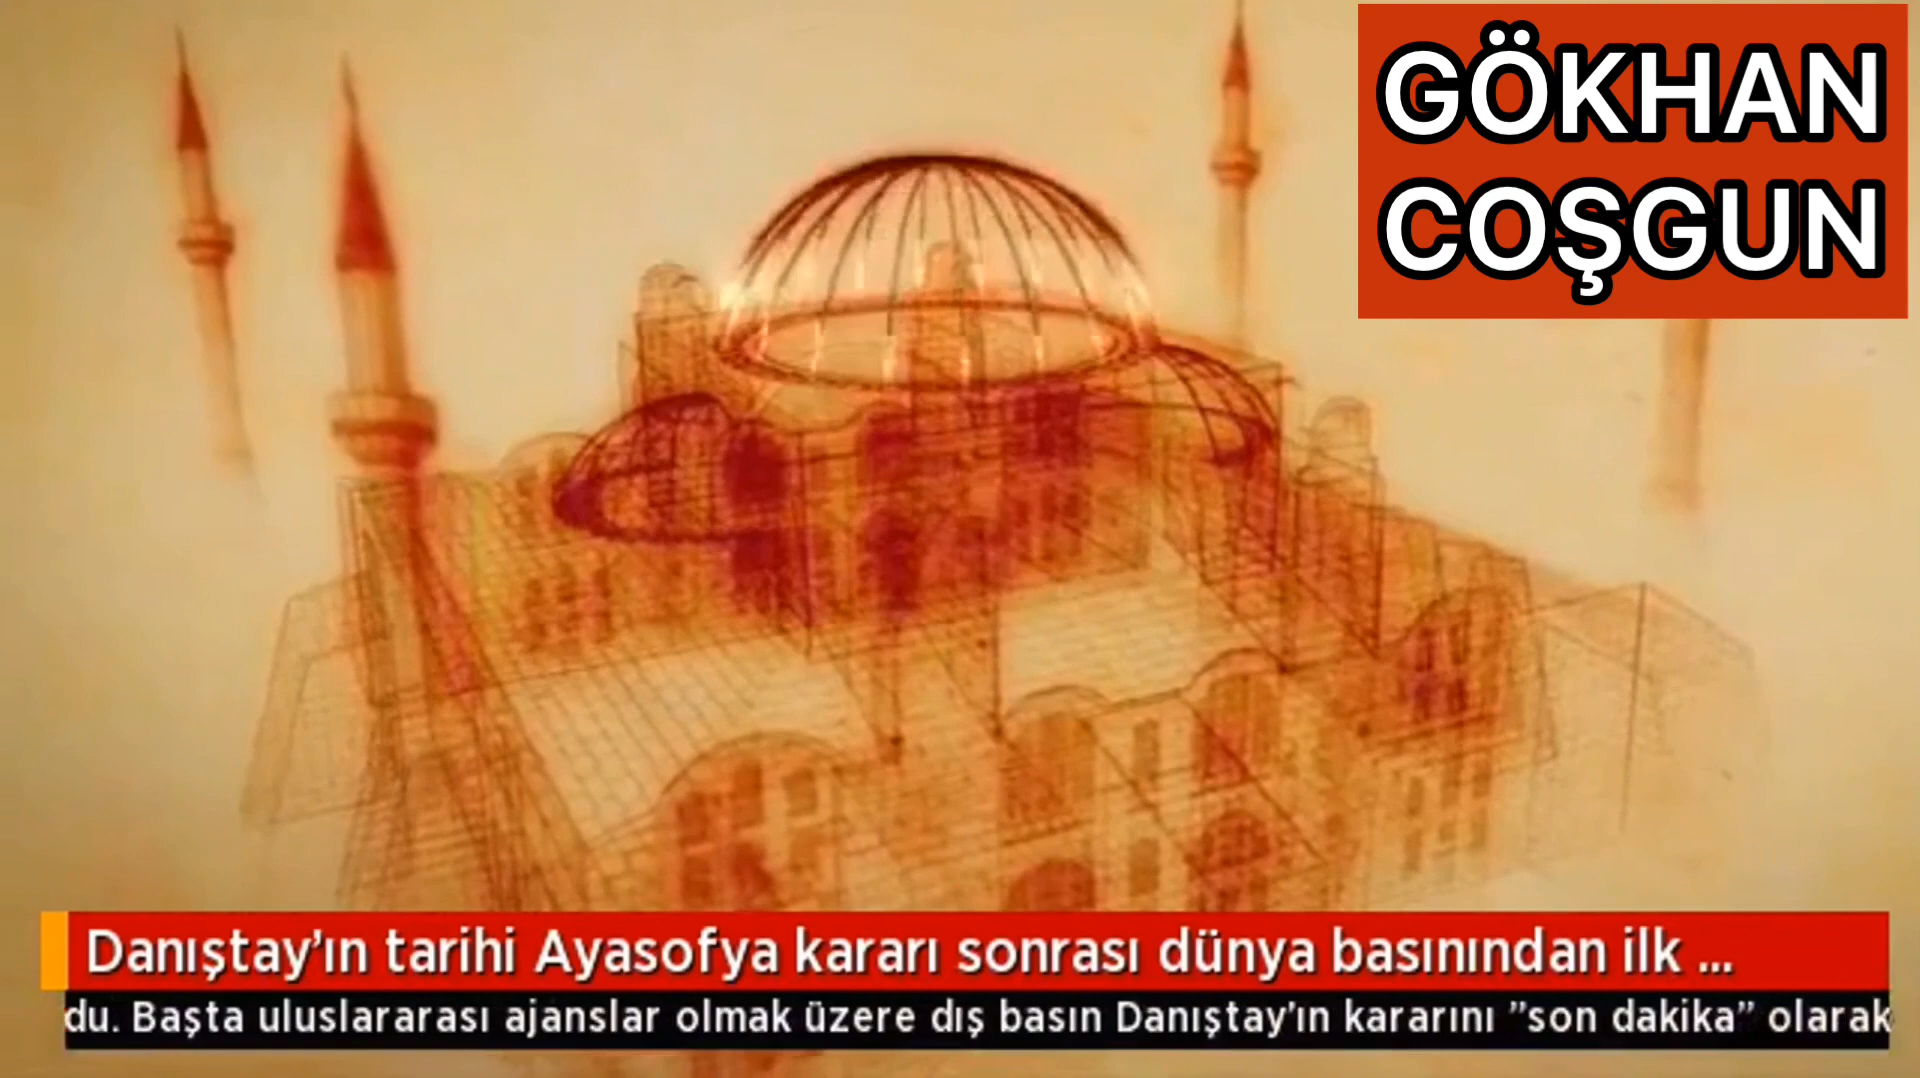 GÖKHAN
COŞGUN
Danıştay'ın tarihi Ayasofya kararı sonrası dünya basınından ilk ...
du. Başta uluslararası ajanslar olmak üzere dış basın Danıştay'ın kararını "son dakika" olarak